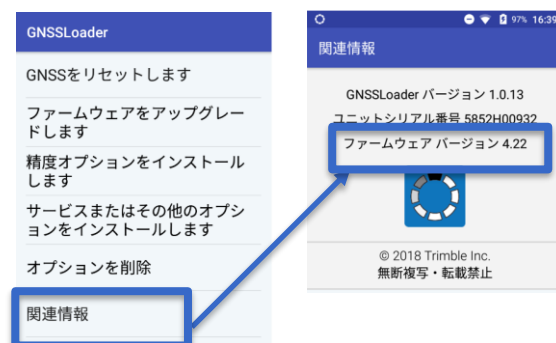 GNSSLoader
GNSSをリセットします
ファームウェアをアップグレー
ドします
精度オプションをインストール
します
サービスまたはその他のオプシ
ョンをインストールします
オプションを削除
関連情報
97% 16:39
関連情報
GNSSLoader バージョン 1.0.13
ユニットシリアル番号 5852H00932
ファームウェア バージョン 4.22
© 2018 Trimble Inc.
無断複写・転載禁止